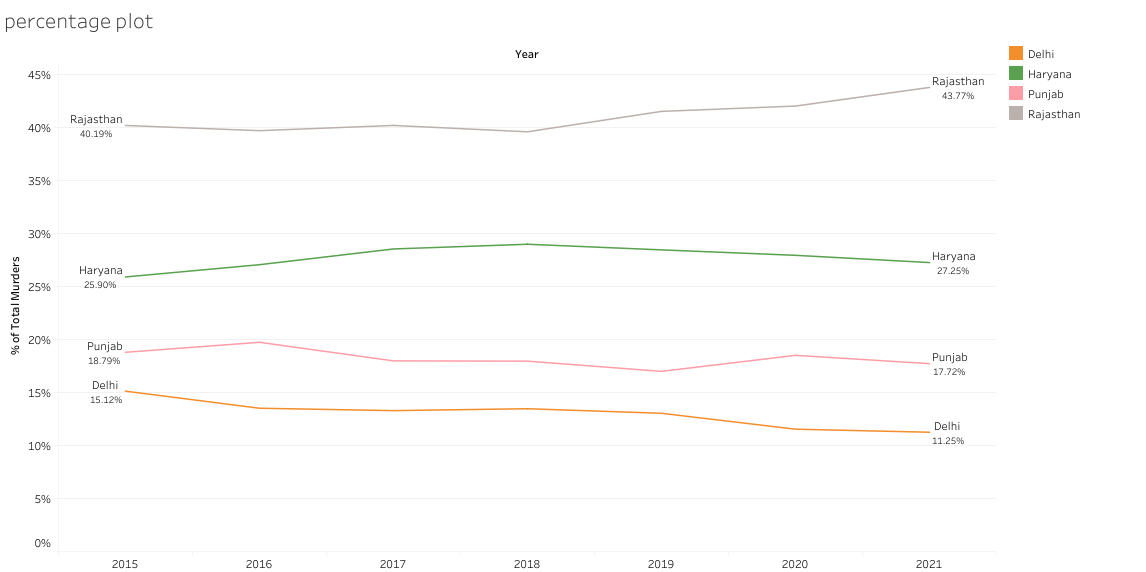 percentage plot
Year
Delhi
Haryana
Punjab
Rajasthan
% of Total Murders
45%
40%
35%
30%
25%
20%
15%
10%
5%
0%
Rajasthan
40.19%
Rajasthan
43.77%
Haryana
25.90%
Haryana
27.25%
Punjab
18.79%
Punjab
17.72%
Delhi
15.12%
Delhi
11.25%
2015 2016 2017 2018 2019 2020 2021